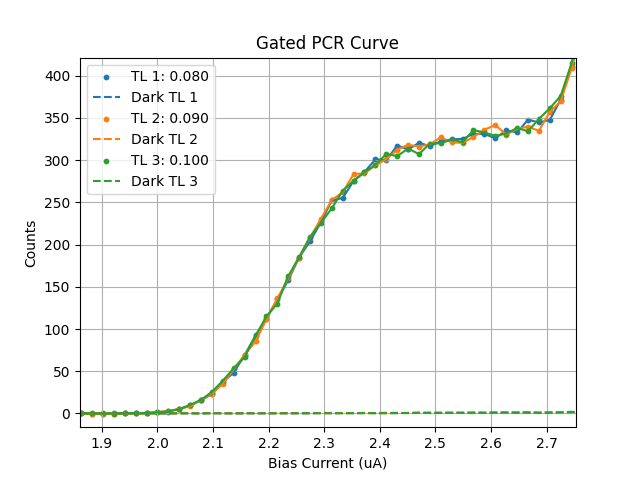 Gated PCR Curve
TL 1: 0.080
Dark TL 1
TL 2: 0.090
Dark TL 2
TL 3: 0.100
Dark TL 3
Counts
400
350
300
250
200
150
100
50
0
1.9 2.0 2.1 2.2 2.3 2.4 2.5 2.6 2.7
Bias Current (uA)